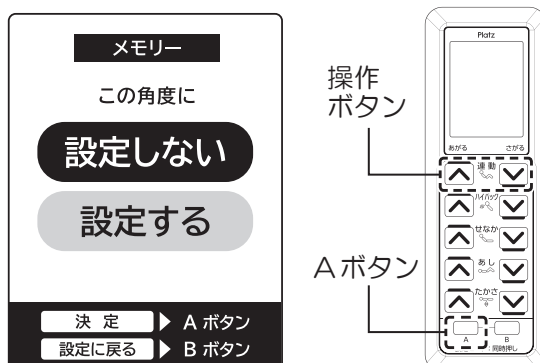 メモリー
この角度に
設定しない
設定する
決 定 A ボタン
設定に戻る B ボタン
操作
ボタン
A ボタン
Platz
あがる さがる
連 動
ハイバック
せなか
あ し
たかさ
A B
同時押し